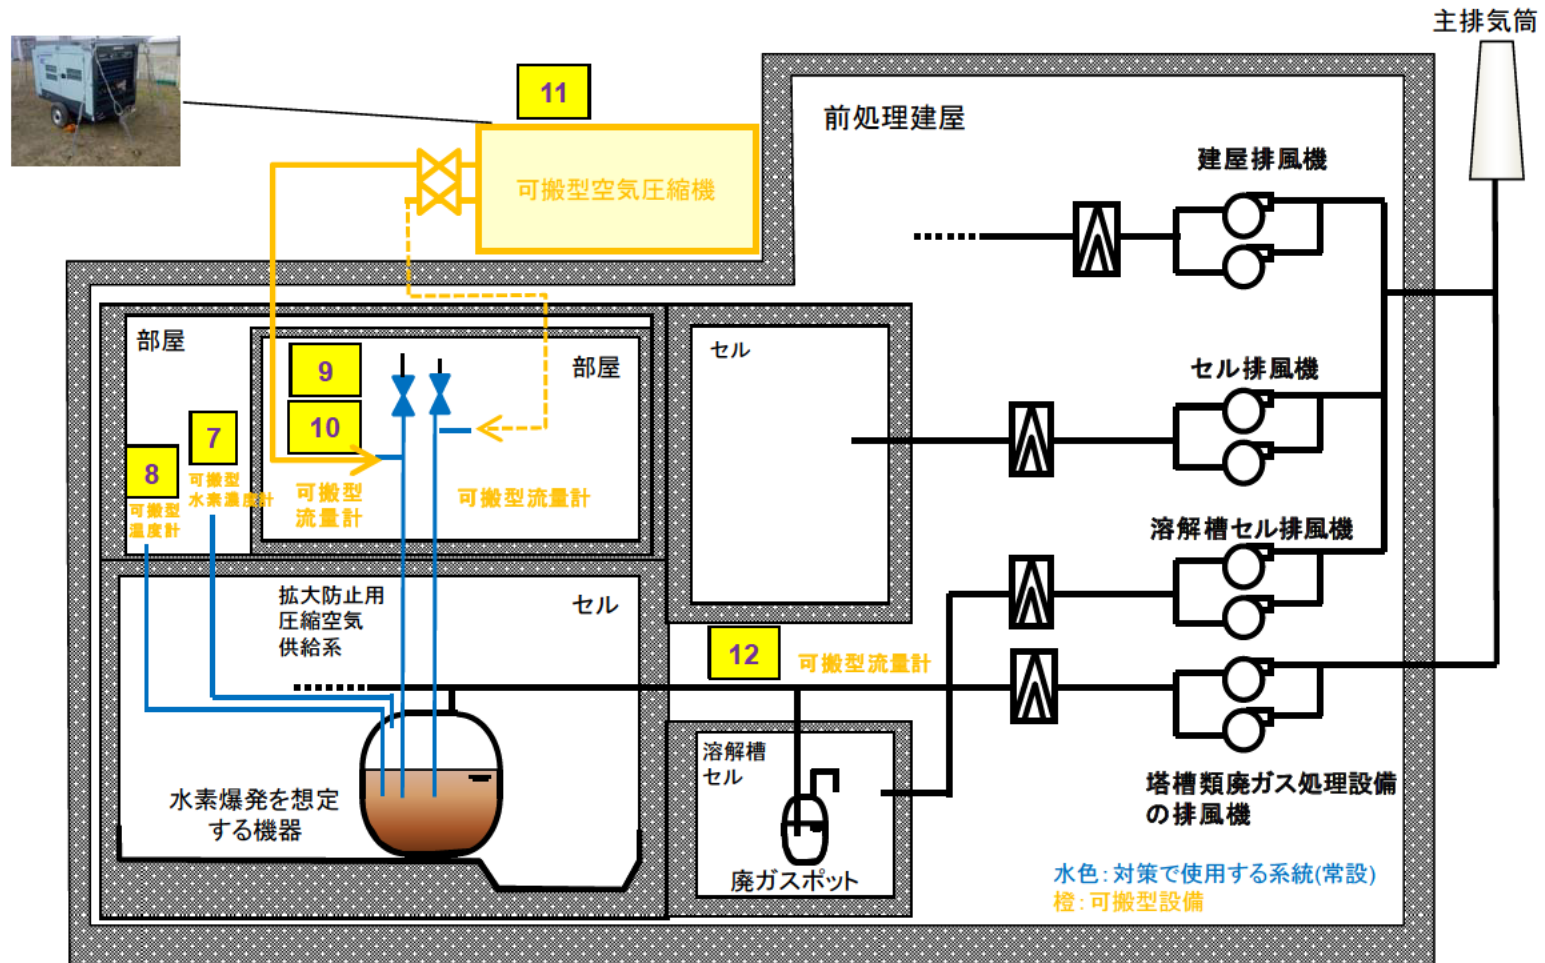 主排気筒
11
前処理建屋
建屋排風機
可搬型空気圧縮機
部屋
9
部屋
セル
セル排風機
10
7
8
可搬型
水素濃度計
可搬型
温度計
可搬型
流量計
可搬型流量計
溶解槽セル排風機
拡大防止用
圧縮空気
供給系
セル
12
可搬型流量計
溶解槽
セル
水素爆発を想定
する機器
塔槽類廃ガス処理設備
の排風機
廃ガスポット
水色:対策で使用する系統(常設)
橙:可搬型設備